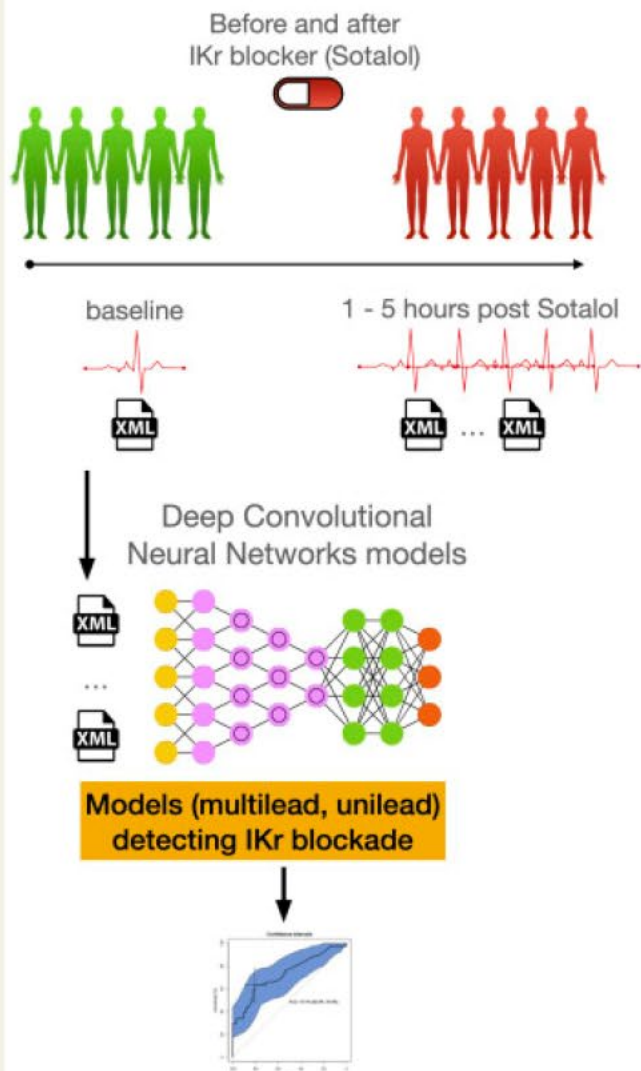 Before and after
IKr blocker (Sotalol)
baseline
1 - 5 hours post Sotalol
XML
XML
...
XML
Deep Convolutional
Neural Networks models
XML
...
XML
Models (multilead, unilead)
detecting IKr blockade